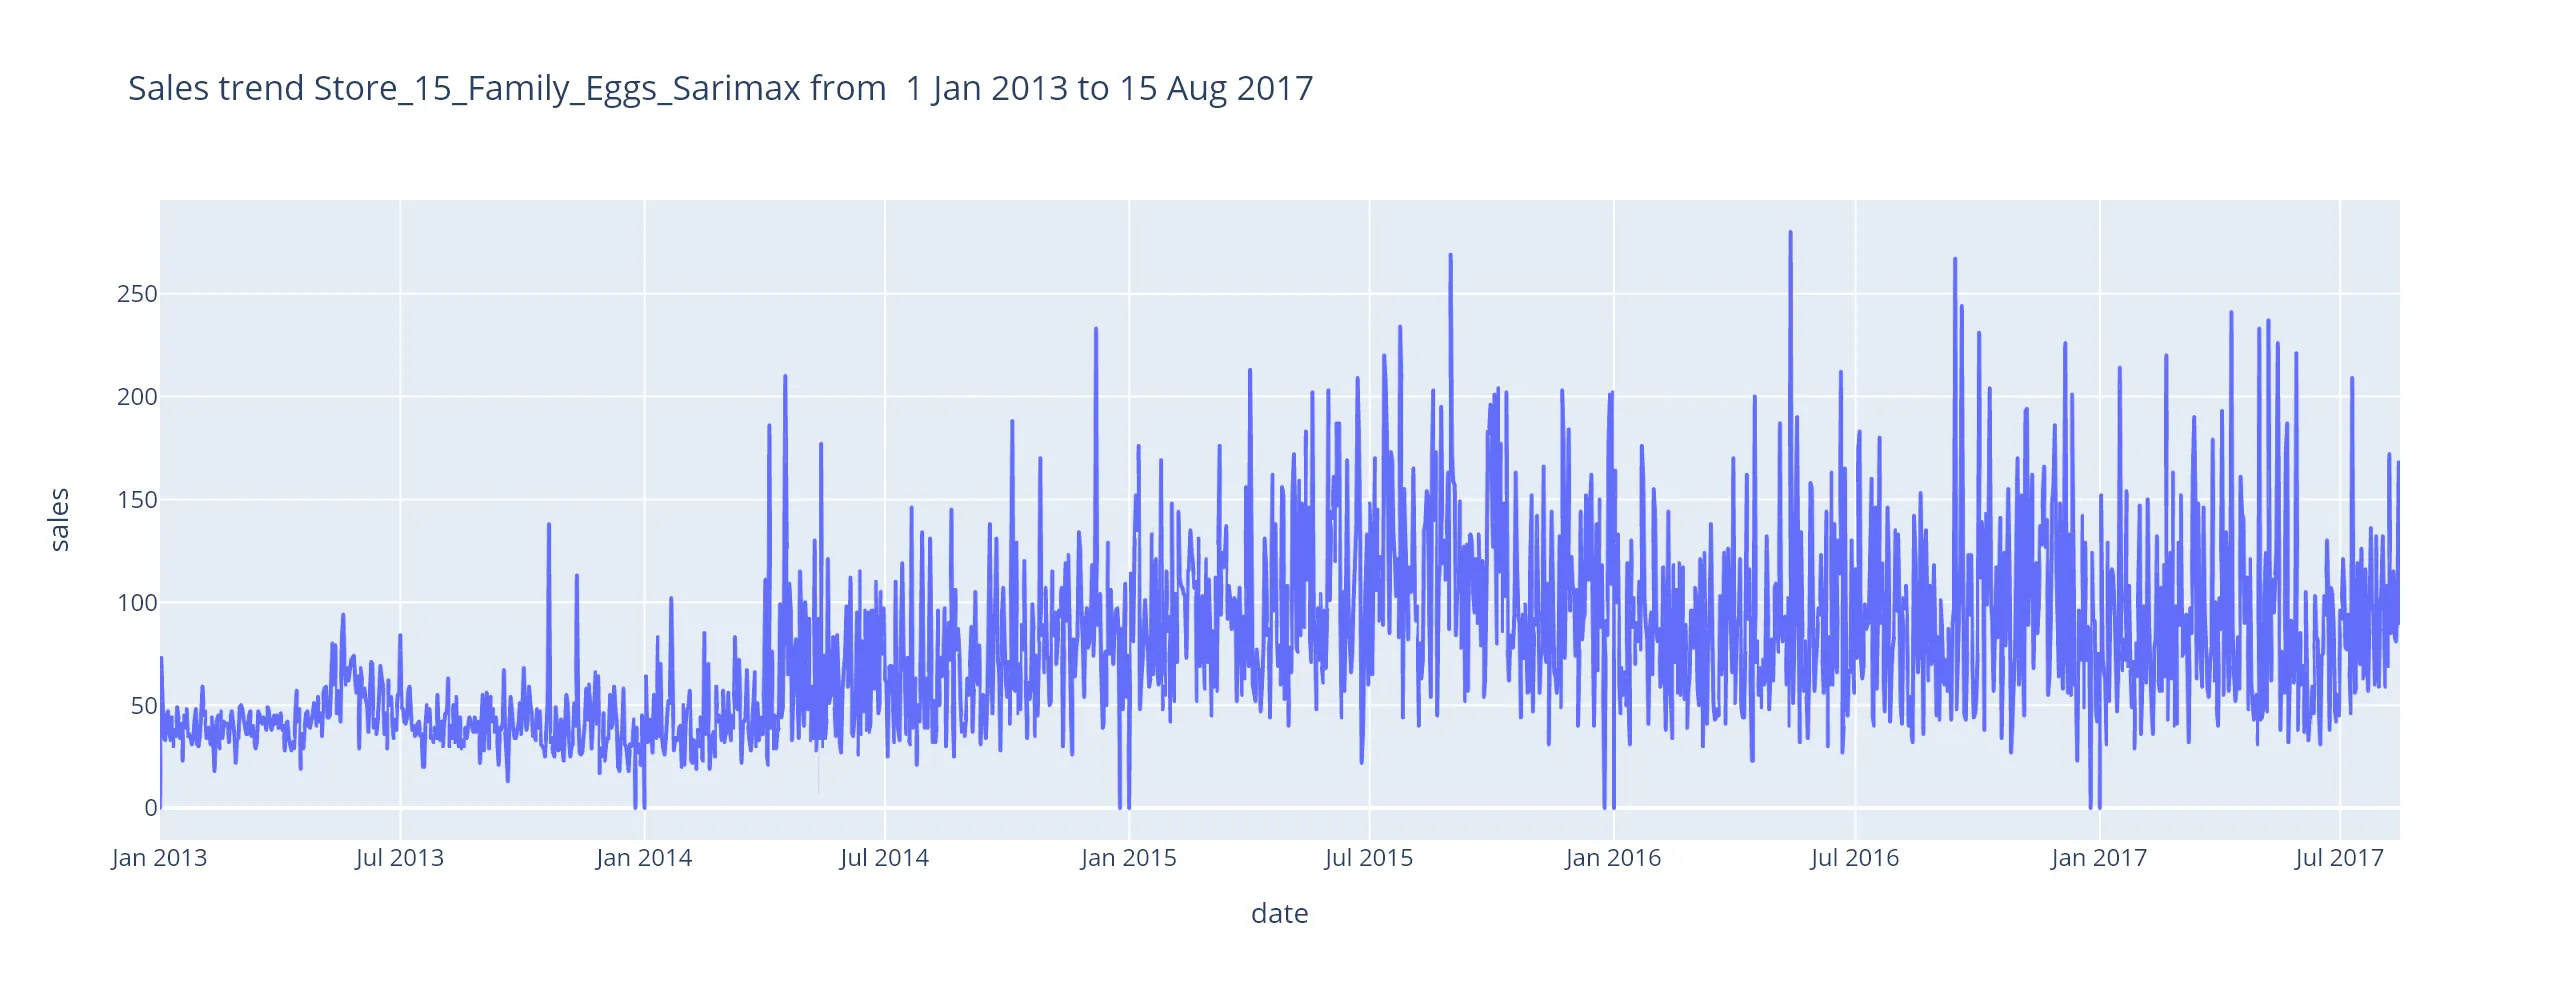 Sales trend Store_15_Family_Eggs_Sarimax from  1 Jan 2013 to 15 Aug 2017
250
200
150
100
50
0
sales
Jan 2013 Jul 2013 Jan 2014 Jul 2014 Jan 2015 Jul 2015 Jan 2016 Jul 2016 Jan 2017 Jul 2017
date